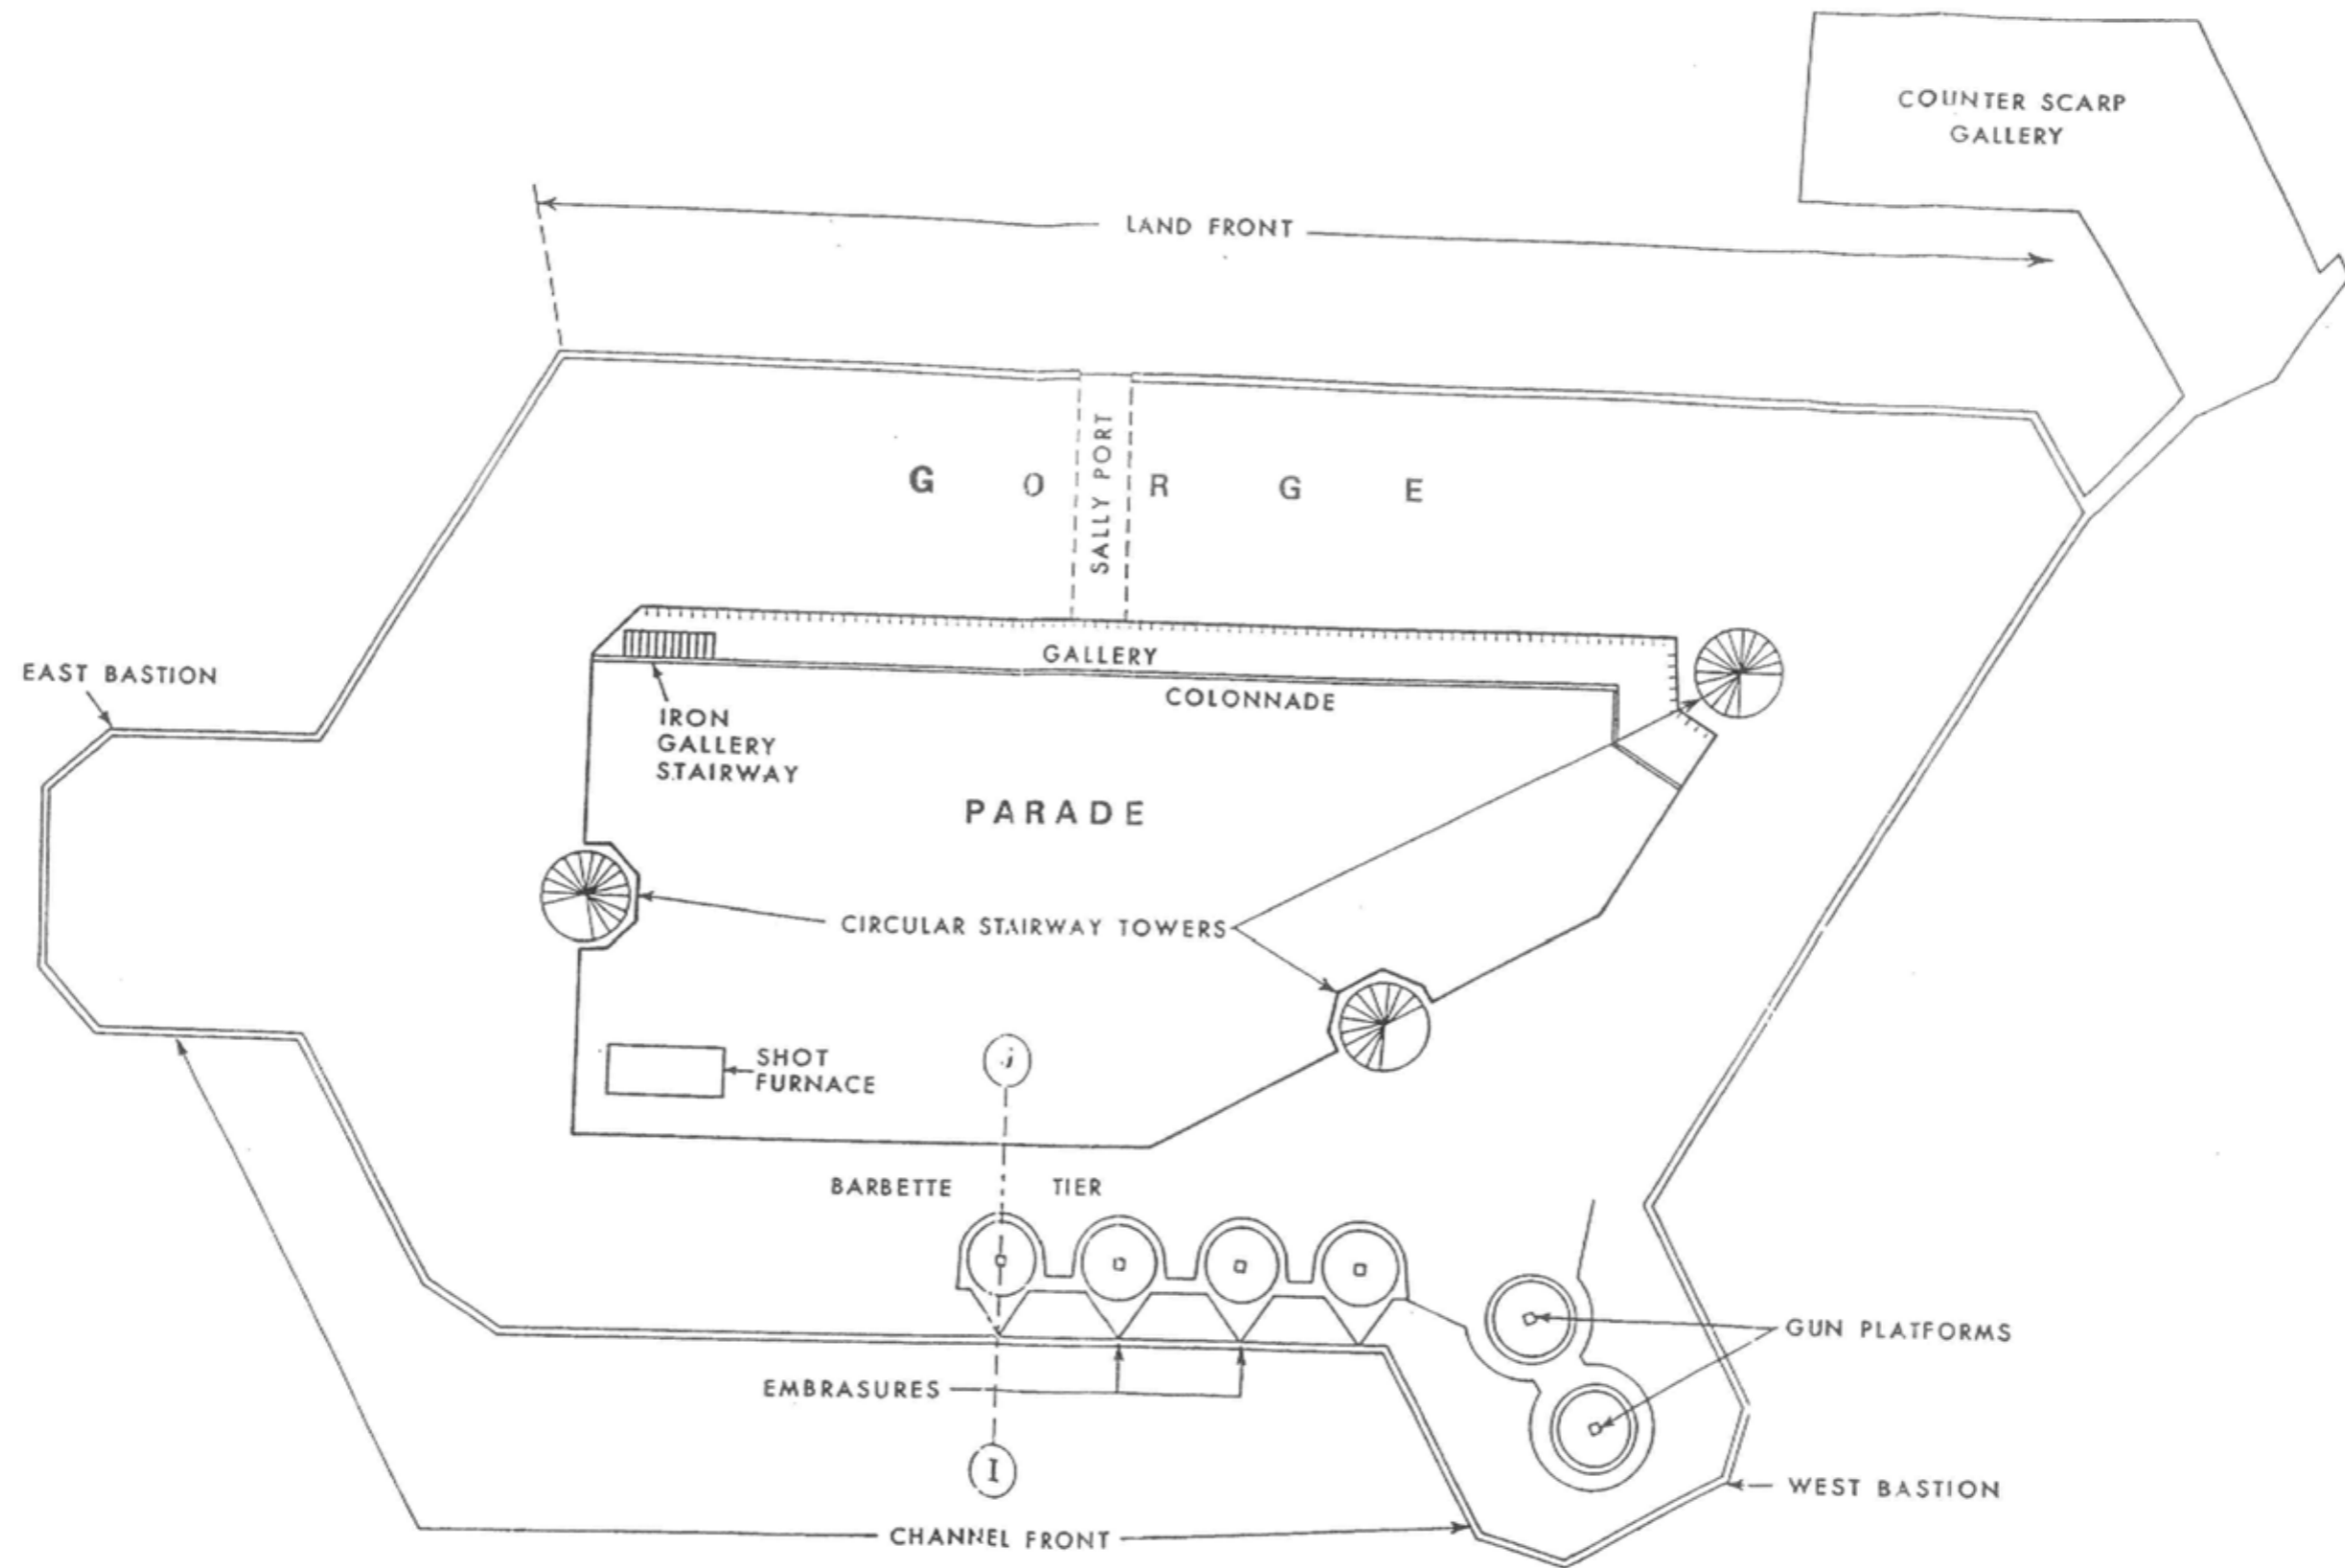 COUNTER SCARP
GALLERY
LAND FRONT
SALLY PORT
GORGE
GALLERY
EAST BASTION
COLONNADE
IRON
GALLERY
STAIRWAY
PARADE
CIRCULAR STAIRWAY TOWERS
SHOT
FURNACE
J
BARBETTE TIER
GUN PLATFORMS
EMBRASURES
I
WEST BASTION
CHANNEL FRONT